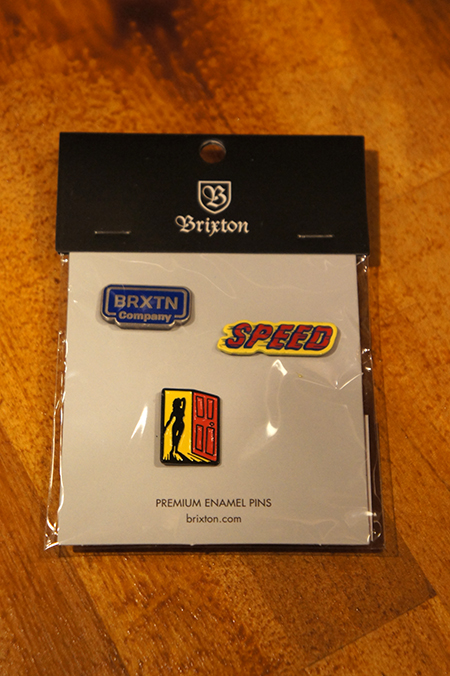 B
Brixton
BRXTN
Company
SPEED
PREMIUM ENAMEL PINS
brixton.com